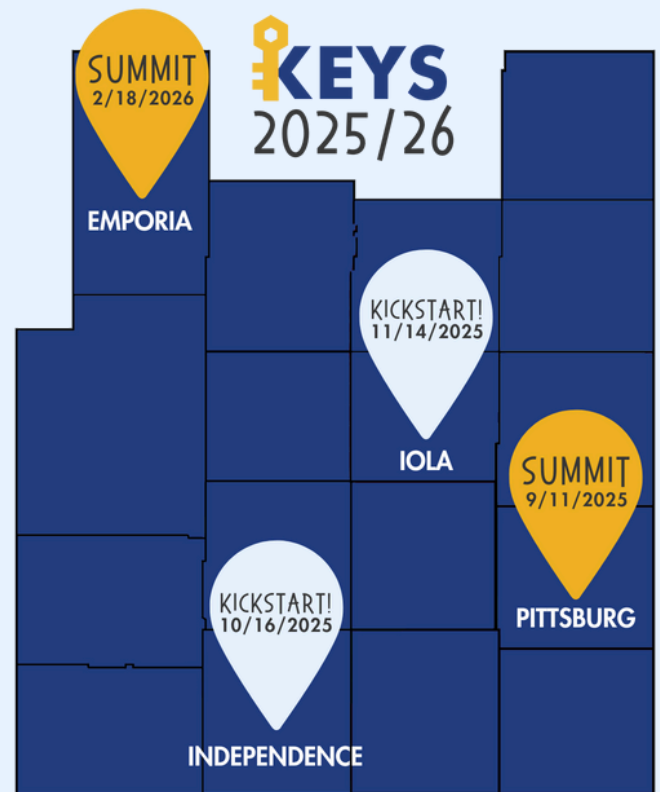 KEYS
2025/26
SUMMIT
2/18/2026
EMPORIA
KICKSTART!
11/14/2025
IOLA
SUMMIT
9/11/2025
PITTSBURG
KICKSTART!
10/16/2025
INDEPENDENCE